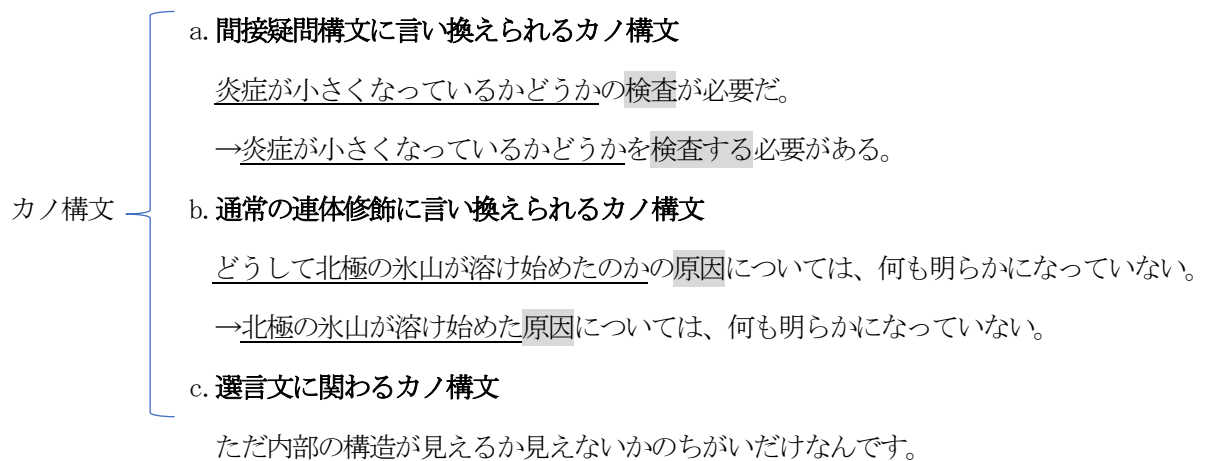 a. 間接疑問構文に言い換えられるカノ構文
炎症が小さくなっているかどうかの検査が必要だ。
→炎症が小さくなっているかどうかを検査する必要がある。
カノ構文
b. 通常の連体修飾に言い換えられるカノ構文
どうして北極の氷山が溶け始めたのかの原因については、何も明らかになっていない。
→北極の氷山が溶け始めた原因については、何も明らかになっていない。
c. 選言文に関わるカノ構文
ただ内部の構造が見えるか見えないかのちがいだけなんです。